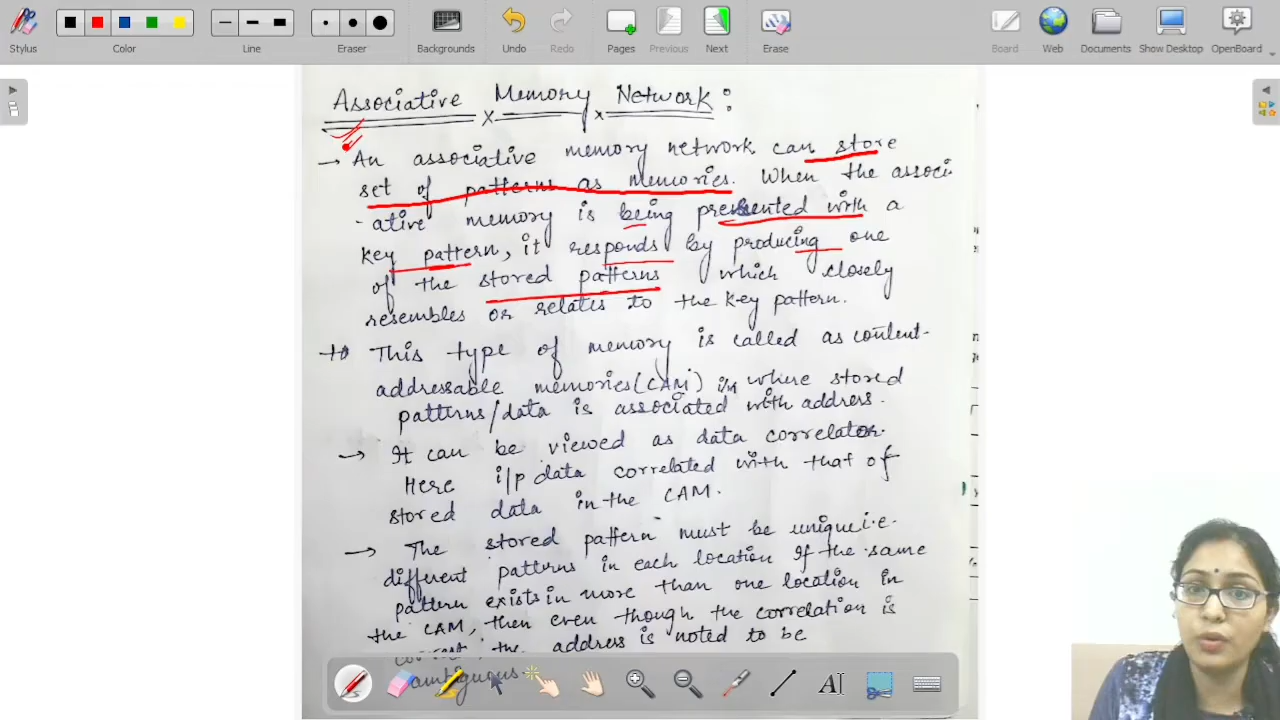 Stylus
Color
Line
Eraser
Backgrounds
Undo
Redo
Pages
Previous
Next
Erase
Board
Web
Documents
Show Desktop
OpenBoard
Associative Memory Network :
→ An associative memory network can store
set of patterns as memories. When the associ
-ative memory is being presented with a
key pattern, it responds by producing one
of the stored patterns which closely
resembles or relates to the key pattern.
This type of memory is called as content-
addressable memories (CAM) where stored
patterns/data is associated with address.
→ It can be viewed as data correlator.
Here i/p data correlated with that of
stored data in the CAM.
→ The stored pattern must be unique i.e.
different patterns in each location If the same
pattern exists in more than one location in
the CAM, then even though the correlation is
the address is noted to be
ambiguous.
AI